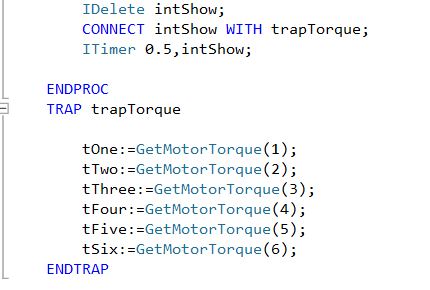 IDelete intShow;
CONNECT intShow WITH trapTorque;
ITimer 0.5,intShow;
ENDPROC
TRAP trapTorque
tOne:=GetMotorTorque(1);
tTwo:=GetMotorTorque(2);
tThree:=GetMotorTorque(3);
tFour:=GetMotorTorque(4);
tFive:=GetMotorTorque(5);
tSix:=GetMotorTorque(6);
ENDTRAP